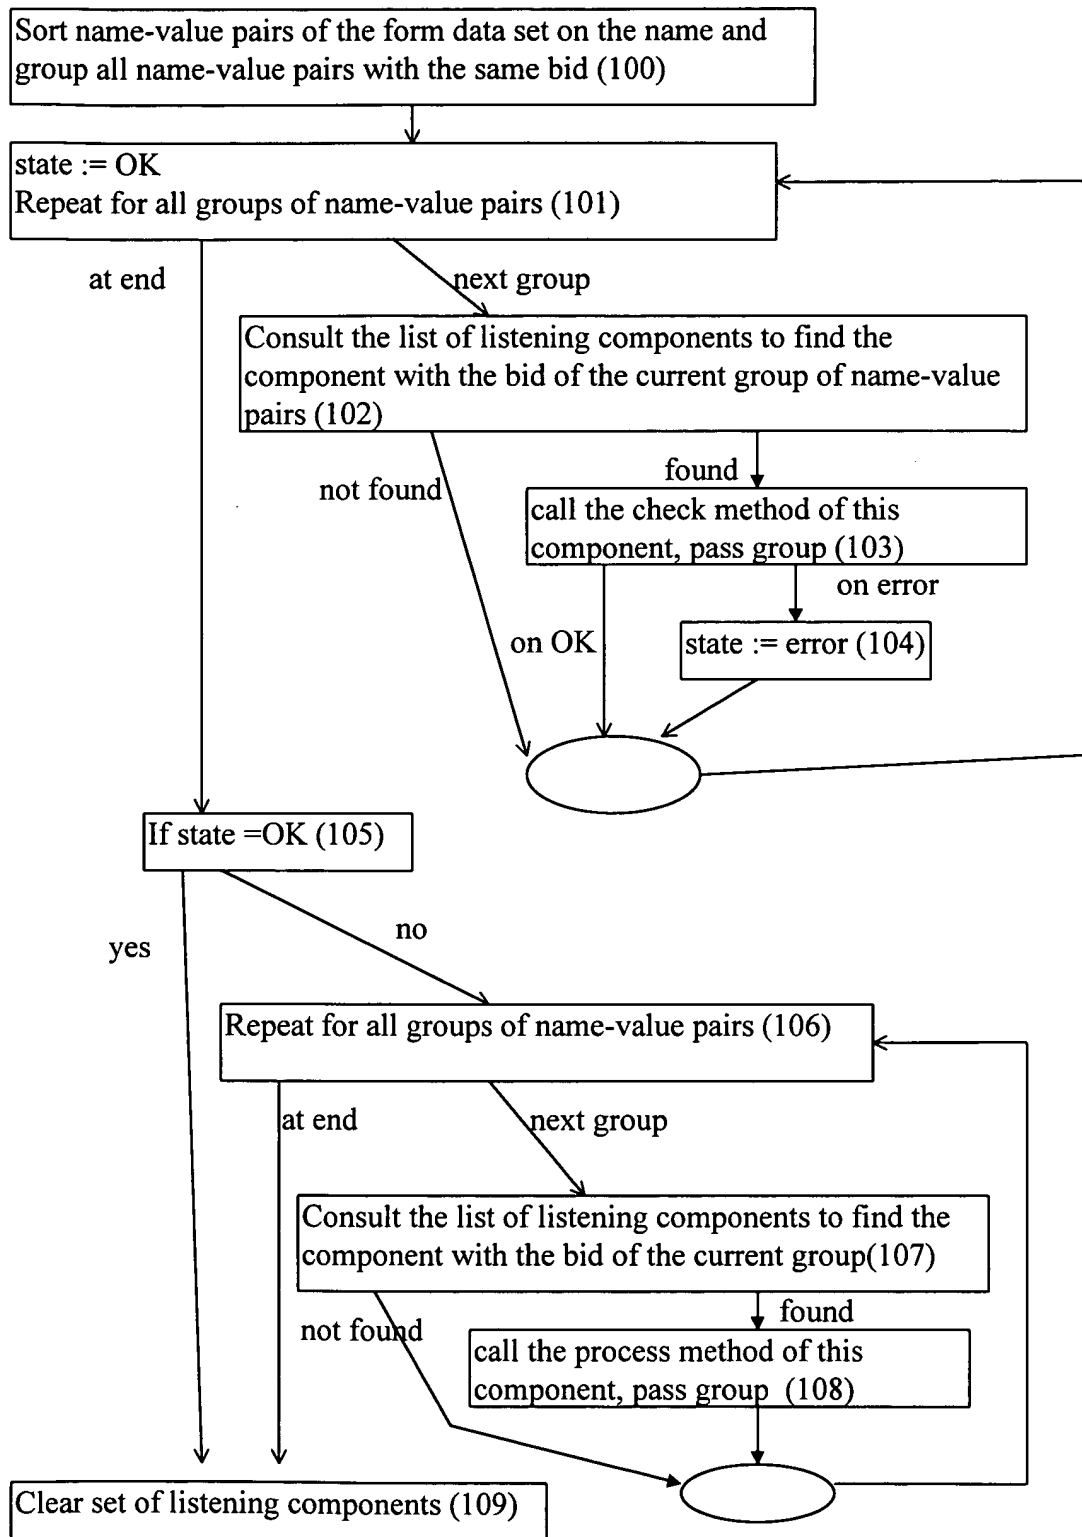 Sort name-value pairs of the form data set on the name and
group all name-value pairs with the same bid (100)
state := OK
Repeat for all groups of name-value pairs (101)
at end
next group
Consult the list of listening components to find the
component with the bid of the current group of name-value
pairs (102)
not found
found
call the check method of this
component, pass group (103)
on error
on OK
state := error (104)
If state =OK (105)
yes
no
Repeat for all groups of name-value pairs (106)
at end
next group
Consult the list of listening components to find the
component with the bid of the current group(107)
not found
found
call the process method of this
component, pass group (108)
Clear set of listening components (109)